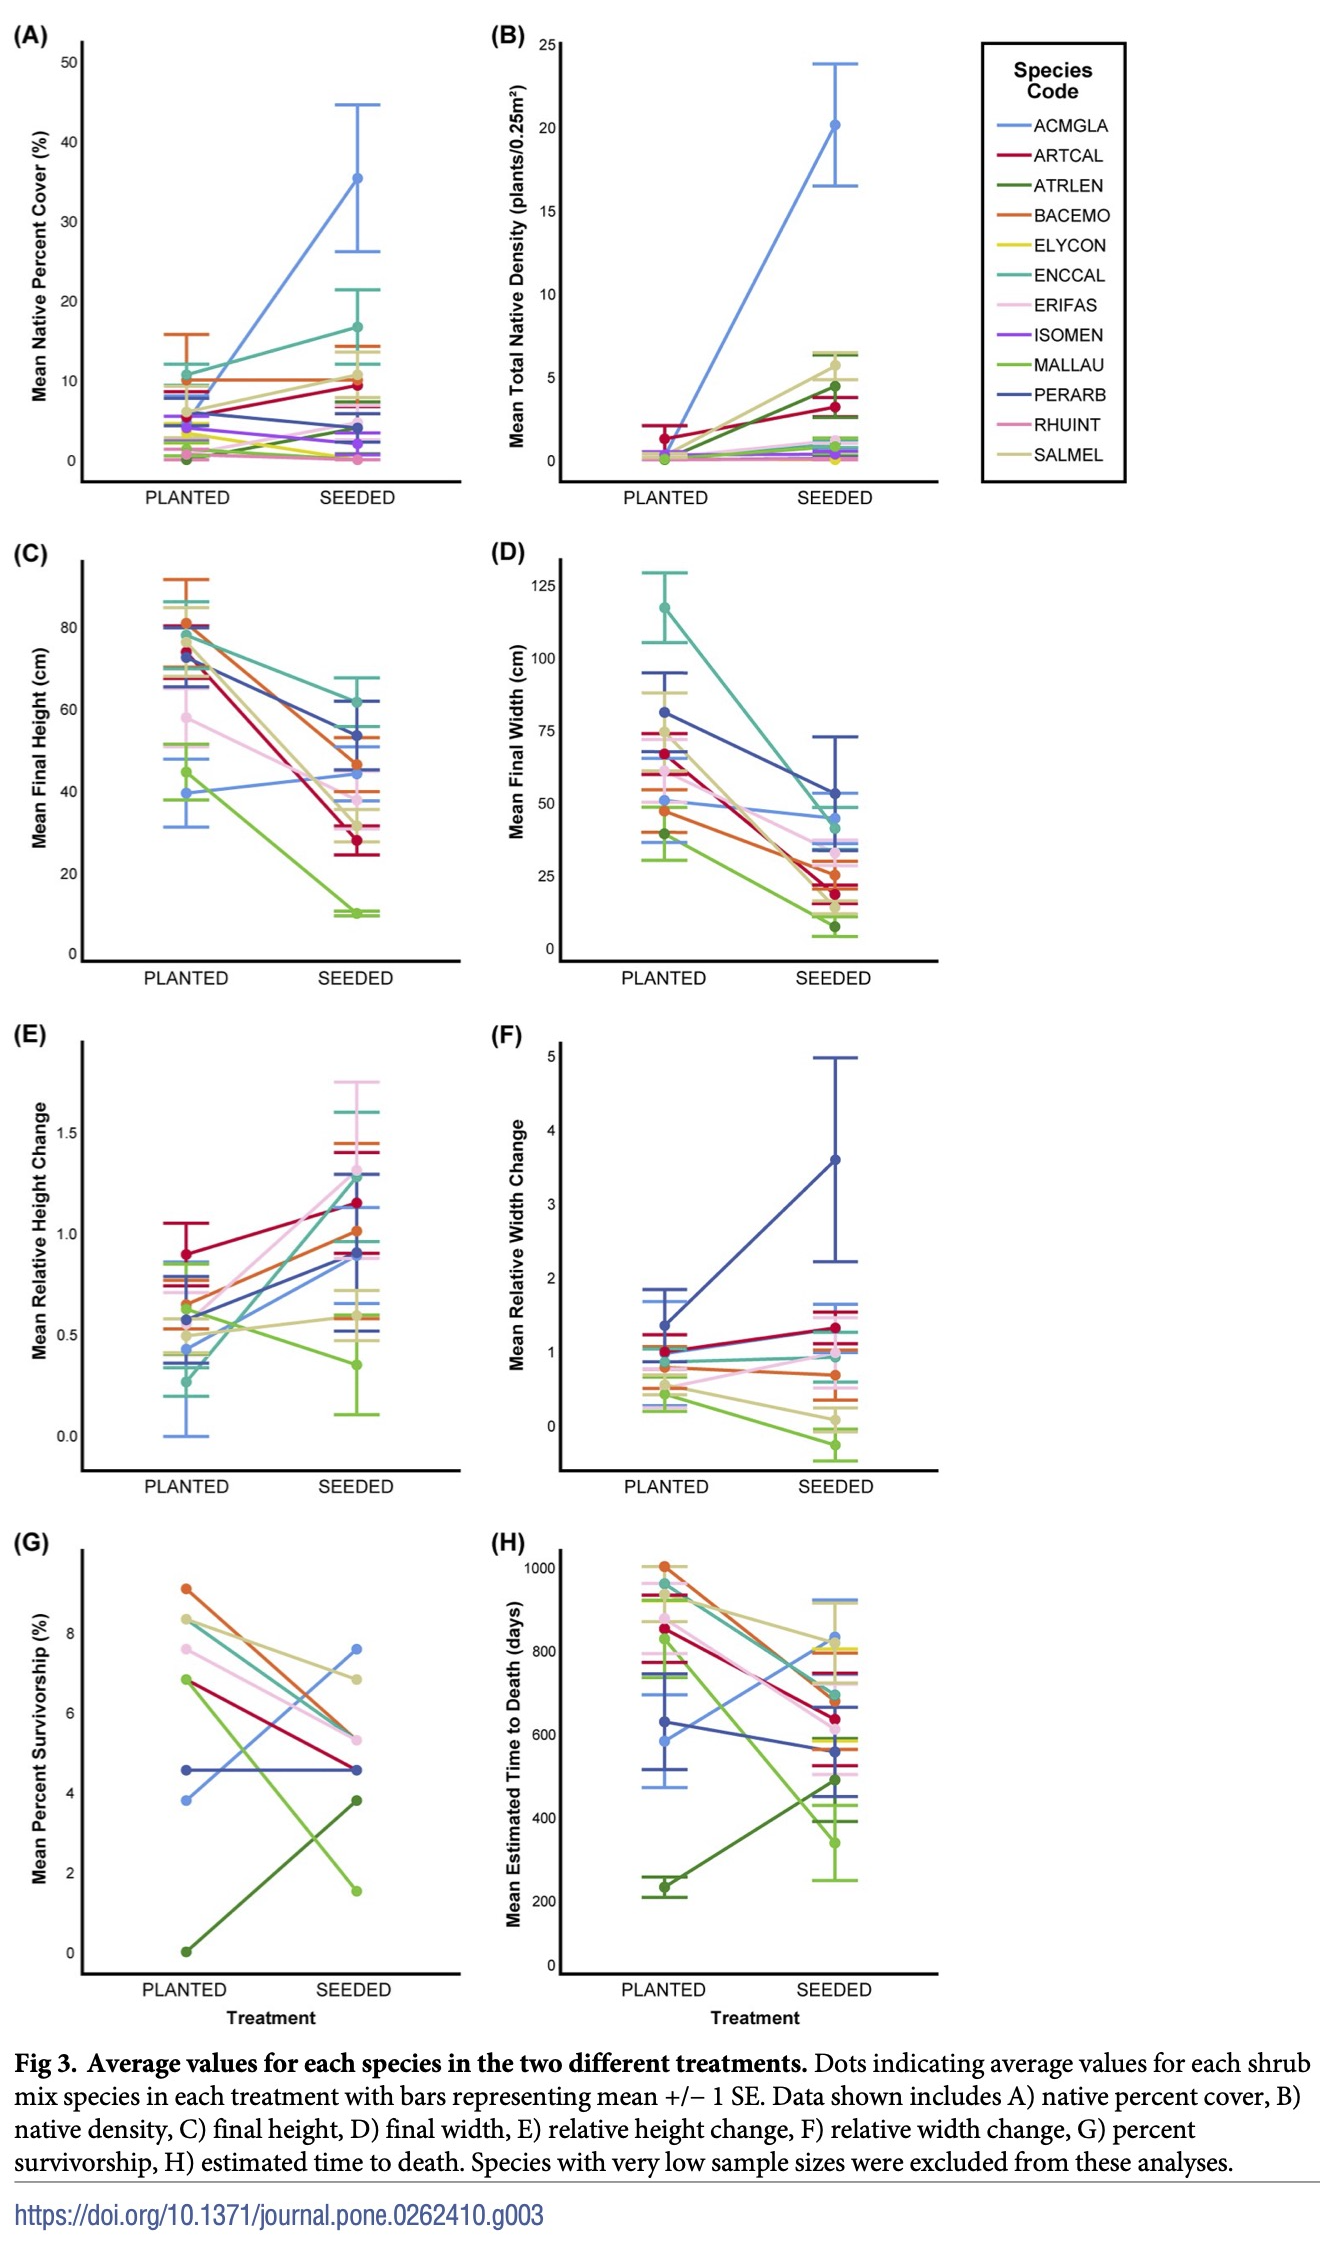 (A)
Mean Native Percent Cover (%)
50
40
30
20
10
0
PLANTED SEEDED
(B)
Mean Total Native Density (plants/0.25m²)
25
20
15
10
5
0
PLANTED SEEDED
Species
Code
ACMGLA
ARTCAL
ATRLEN
BACEMO
ELYCON
ENCCAL
ERIFAS
ISOMEN
MALLAU
PERARB
RHUINT
SALMEL
(C)
Mean Final Height (cm)
80
60
40
20
0
PLANTED SEEDED
(D)
Mean Final Width (cm)
125
100
75
50
25
0
PLANTED SEEDED
(E)
Mean Relative Height Change
1.5
1.0
0.5
0.0
PLANTED SEEDED
(F)
Mean Relative Width Change
5
4
3
2
1
0
PLANTED SEEDED
(G)
Mean Percent Survivorship (%)
8
6
4
2
0
PLANTED SEEDED
Treatment
(H)
Mean Estimated Time to Death (days)
1000
800
600
400
200
0
PLANTED SEEDED
Treatment
Fig 3. Average values for each species in the two different treatments. Dots indicating average values for each shrub
mix species in each treatment with bars representing mean +/− 1 SE. Data shown includes A) native percent cover, B)
native density, C) final height, D) final width, E) relative height change, F) relative width change, G) percent
survivorship, H) estimated time to death. Species with very low sample sizes were excluded from these analyses.
https://doi.org/10.1371/journal.pone.0262410.g003